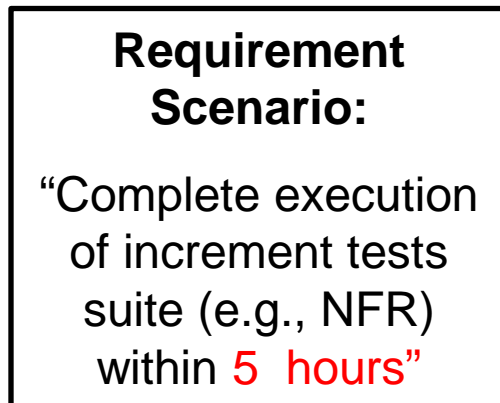 Requirement
Scenario:
“Complete execution
of increment tests
suite (e.g., NFR)
within 5 hours”